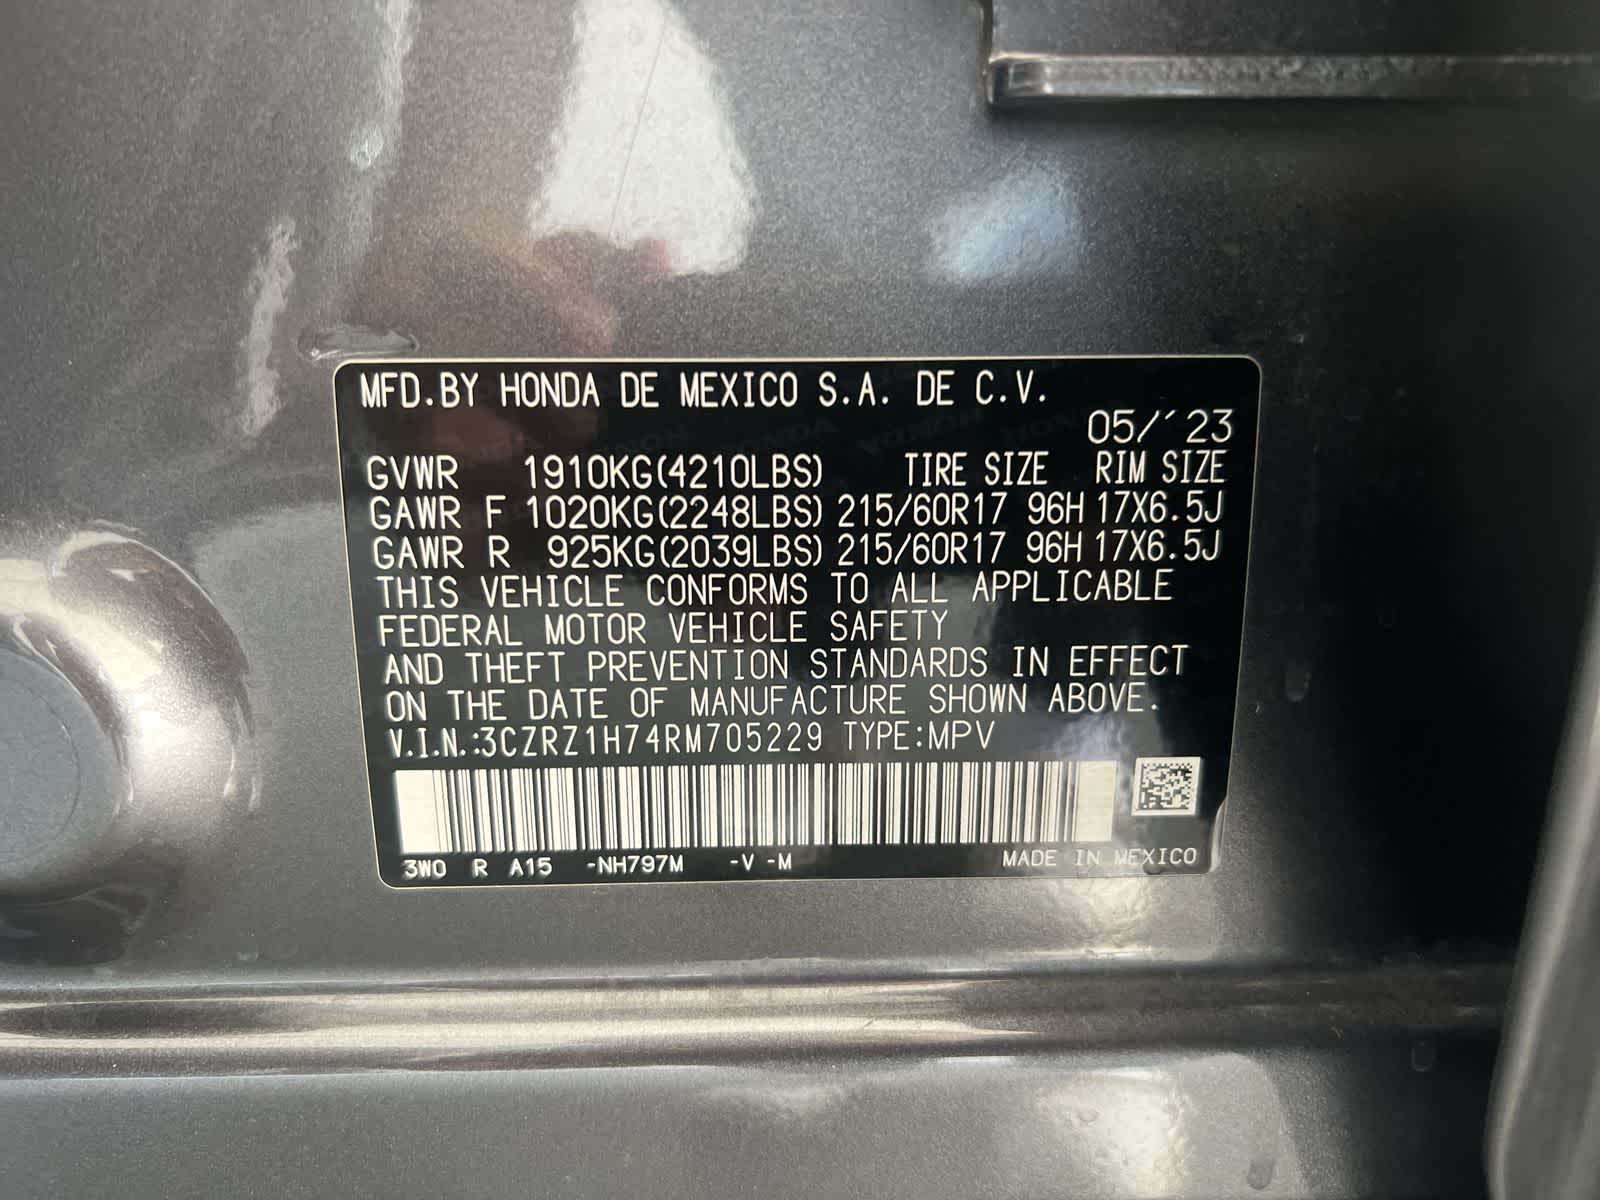 MFD.BY HONDA DE MEXICO S.A. DE C.V.
05/´23
GVWR 1910KG(4210LBS) TIRE SIZE RIM SIZE
GAWR F 1020KG(2248LBS) 215/60R17 96H 17X6.5J
GAWR R 925KG(2039LBS) 215/60R17 96H 17X6.5J
THIS VEHICLE CONFORMS TO ALL APPLICABLE
FEDERAL MOTOR VEHICLE SAFETY
AND THEFT PREVENTION STANDARDS IN EFFECT
ON THE DATE OF MANUFACTURE SHOWN ABOVE.
V.I.N.:3CZRZ1H74RM705229 TYPE:MPV
3W0 R A15 -NH797M -V -M MADE IN MEXICO